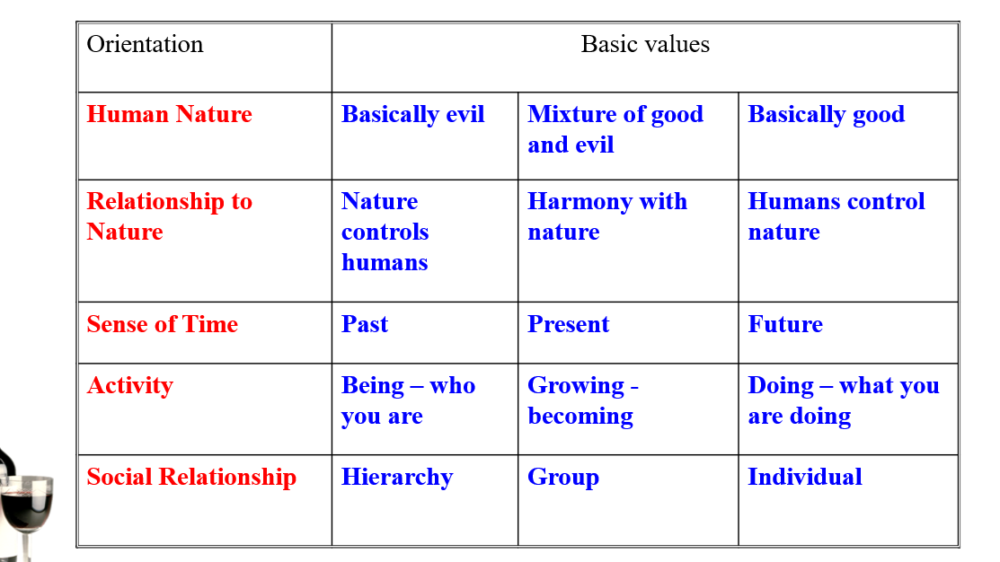 Orientation
Basic values
Human Nature
Basically evil
Mixture of good
and evil
Basically good
Relationship to
Nature
Nature
controls
humans
Harmony with
nature
Humans control
nature
Sense of Time
Past
Present
Future
Activity
Being – who
you are
Growing -
becoming
Doing – what you
are doing
Social Relationship
Hierarchy
Group
Individual